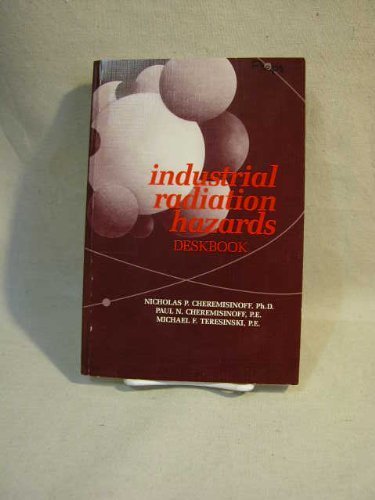 industrial
radiation
hazards
DESKBOOK
NICHOLAS P. CHEREMISINOFF, Ph.D.
PAUL N. CHEREMISINOFF, P.E.
MICHAEL F. TERESINSKI, P.E.